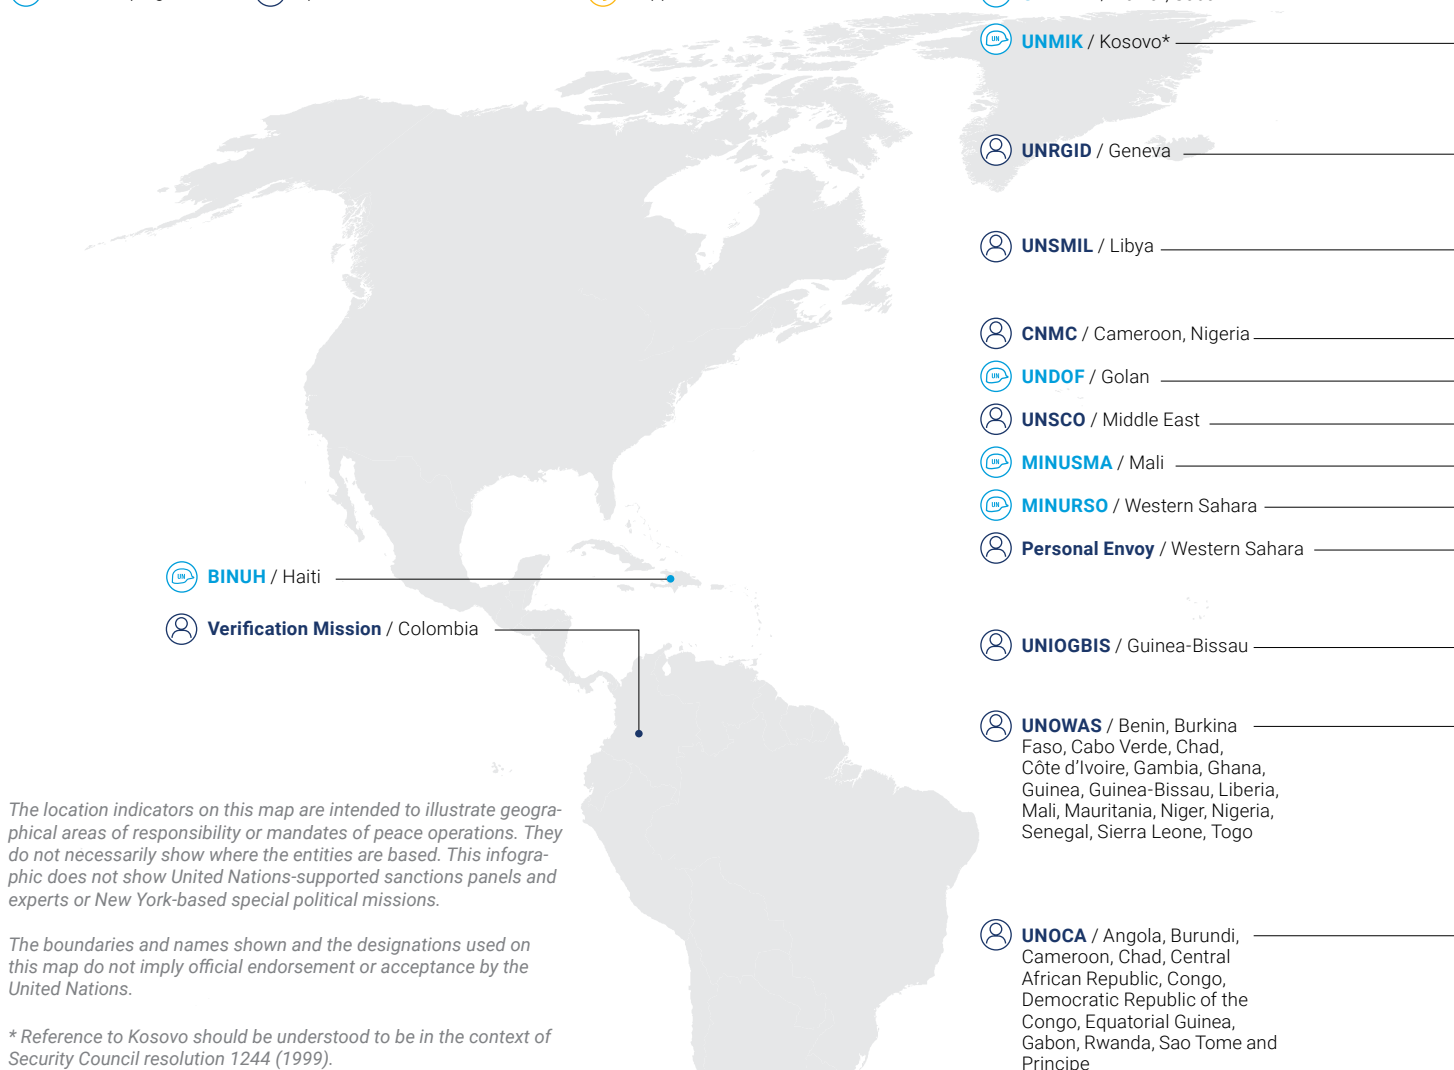 UNMIK / Kosovo*
UNRGID / Geneva
UNSMIL / Libya
CNMC / Cameroon, Nigeria
UN UNDOF / Golan
UNSCO / Middle East
UN MINUSMA / Mali
UN MINURSO / Western Sahara
Personal Envoy / Western Sahara
UN BINUH / Haiti
Verification Mission / Colombia
UNIOGBIS / Guinea-Bissau
UNOWAS / Benin, Burkina
Faso, Cabo Verde, Chad,
Côte d'Ivoire, Gambia, Ghana,
Guinea, Guinea-Bissau, Liberia,
Mali, Mauritania, Niger, Nigeria,
Senegal, Sierra Leone, Togo
The location indicators on this map are intended to illustrate geogra-
phical areas of responsibility or mandates of peace operations. They
do not necessarily show where the entities are based. This infogra-
phic does not show United Nations-supported sanctions panels and
experts or New York-based special political missions.
The boundaries and names shown and the designations used on
this map do not imply official endorsement or acceptance by the
United Nations.
* Reference to Kosovo should be understood to be in the context of
Security Council resolution 1244 (1999).
UNOCA / Angola, Burundi,
Cameroon, Chad, Central
African Republic, Congo,
Democratic Republic of the
Congo, Equatorial Guinea,
Gabon, Rwanda, Sao Tome and
Principe